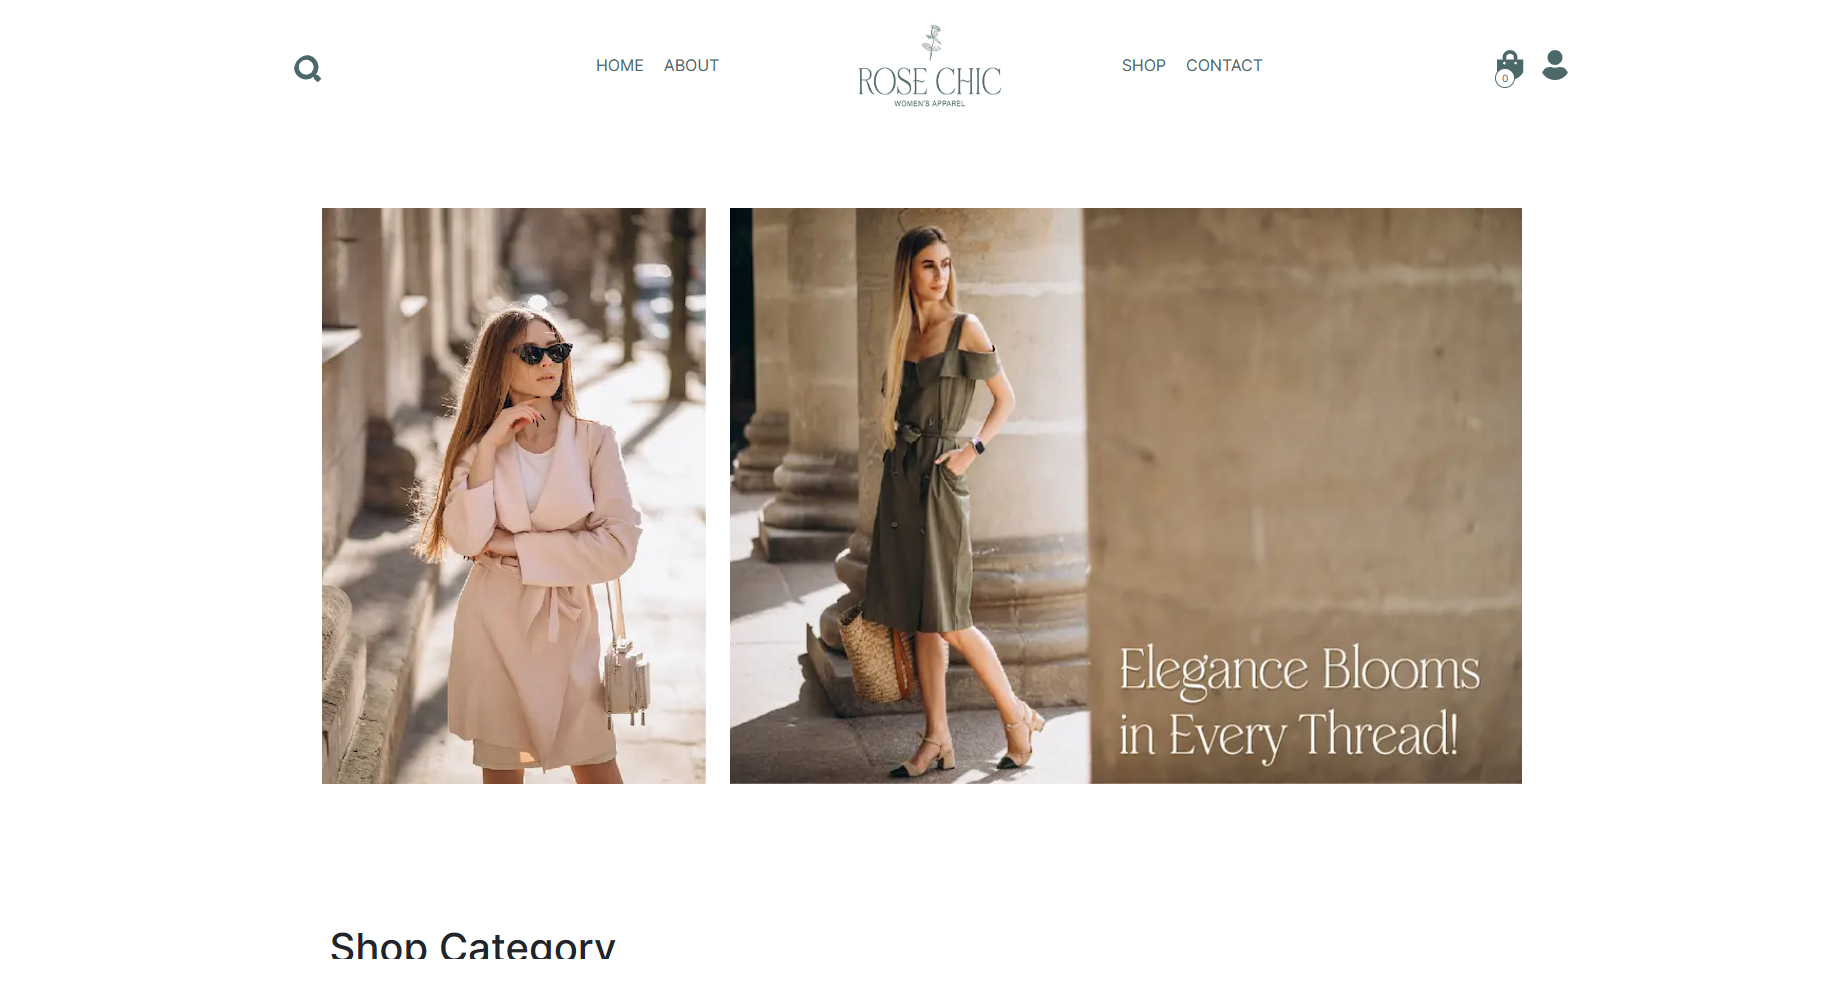 HOME ABOUT
ROSE CHIC
WOMEN'S APPAREL
SHOP CONTACT
0
Elegance Blooms
in Every Thread!
Shop Category